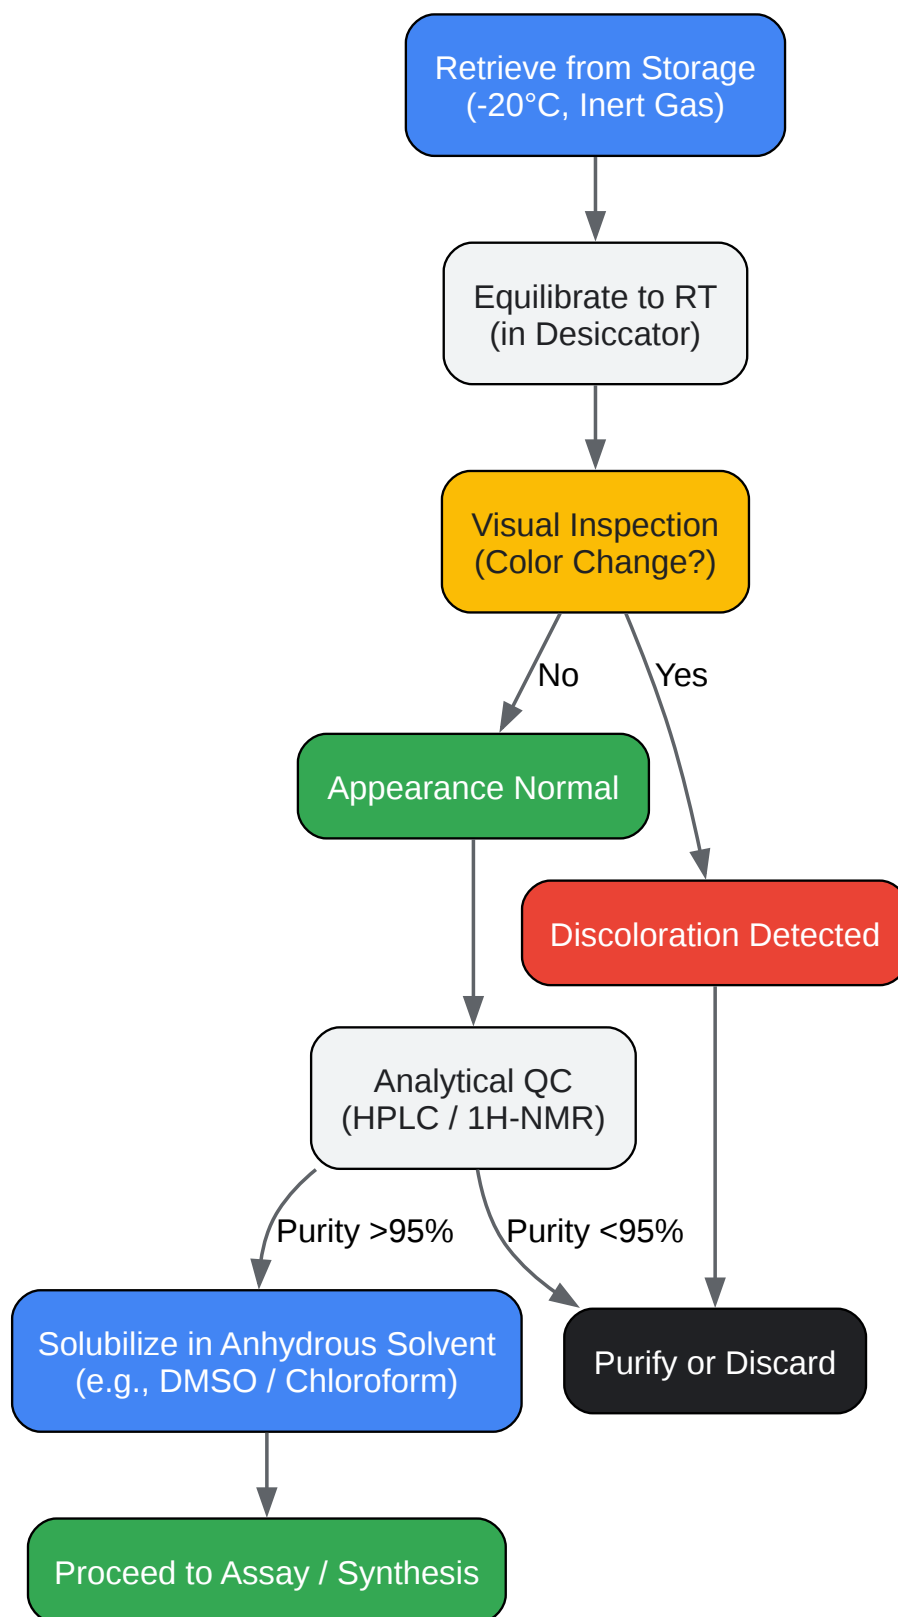 Retrieve from Storage
(-20°C, Inert Gas)
Equilibrate to RT
(in Desiccator)
Visual Inspection
(Color Change?)
No
Yes
Appearance Normal
Discoloration Detected
Analytical QC
(HPLC / 1H-NMR)
Purity >95%
Purity <95%
Solubilize in Anhydrous Solvent
(e.g., DMSO / Chloroform)
Purify or Discard
Proceed to Assay / Synthesis